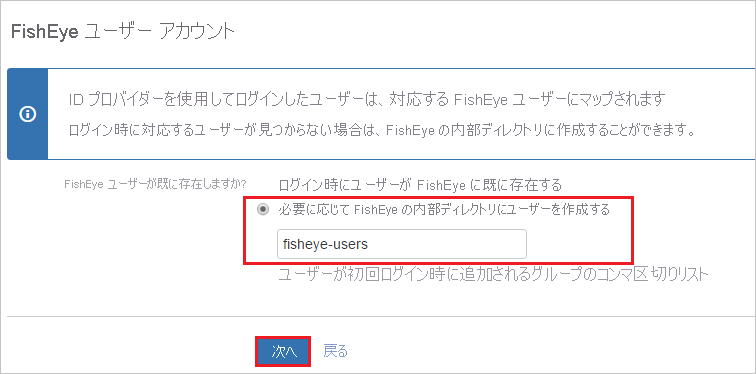 FishEye ユーザー アカウント
ID プロバイダーを使用してログインしたユーザーは、対応する FishEye ユーザーにマップされます
ログイン時に対応するユーザーが見つからない場合は、FishEye の内部ディレクトリに作成することができます。
FishEye ユーザーが既に存在しますか?
ログイン時にユーザーが FishEye に既に存在する
必要に応じて FishEye の内部ディレクトリにユーザーを作成する
fisheye-users
ユーザーが初回ログイン時に追加されるグループのコンマ区切りリスト
次へ 戻る